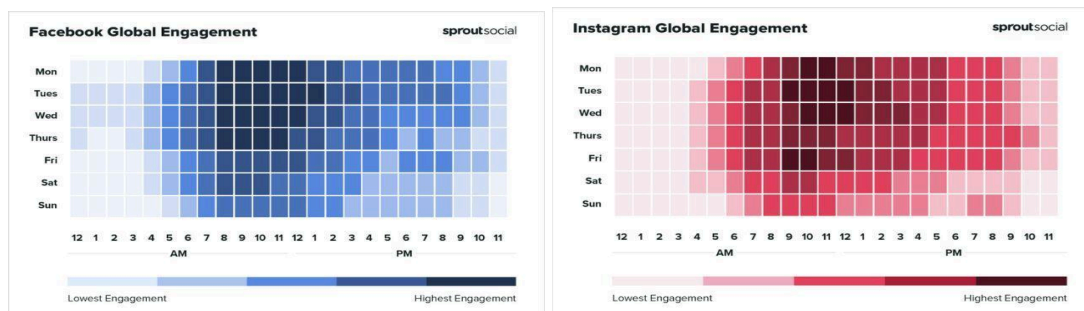 Facebook Global Engagement
sproutsocial
Mon
Tues
Wed
Thurs
Fri
Sat
Sun
12 1 2 3 4 5 6 7 8 9 10 11 12 1 2 3 4 5 6 7 8 9 10 11
AM PM
Lowest Engagement Highest Engagement
Instagram Global Engagement
sproutsocial
Mon
Tues
Wed
Thurs
Fri
Sat
Sun
12 1 2 3 4 5 6 7 8 9 10 11 12 1 2 3 4 5 6 7 8 9 10 11
AM PM
Lowest Engagement Highest Engagement